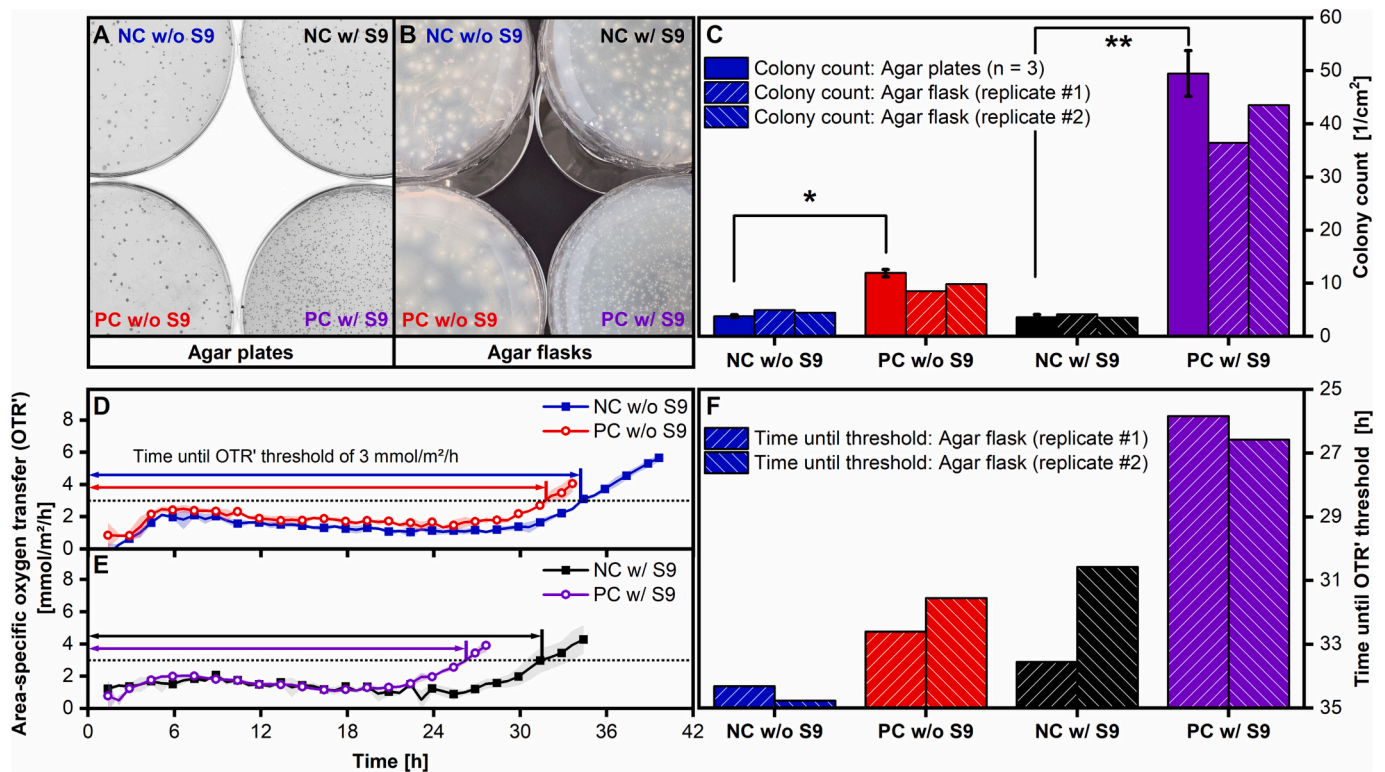 A
NC w/o S9
NC w/ S9
PC w/o S9
PC w/ S9
Agar plates
B
NC w/o S9
NC w/ S9
PC w/o S9
PC w/ S9
Agar flasks
C
Colony count: Agar plates (n = 3)
Colony count: Agar flask (replicate #1)
Colony count: Agar flask (replicate #2)
*
**
60
50
40
30
20
10
0
Colony count [1/cm²]
NC w/o S9
PC w/o S9
NC w/ S9
PC w/ S9
D
NC w/o S9
PC w/o S9
Time until OTR' threshold of 3 mmol/m²/h
8
6
4
2
0
E
NC w/ S9
PC w/ S9
8
6
4
2
0
Area-specific oxygen transfer (OTR')
[mmol/m²/h]
0
6
12
18
24
30
36
42
Time [h]
F
Time until threshold: Agar flask (replicate #1)
Time until threshold: Agar flask (replicate #2)
25
27
29
31
33
35
Time until OTR' threshold [h]
NC w/o S9
PC w/o S9
NC w/ S9
PC w/ S9